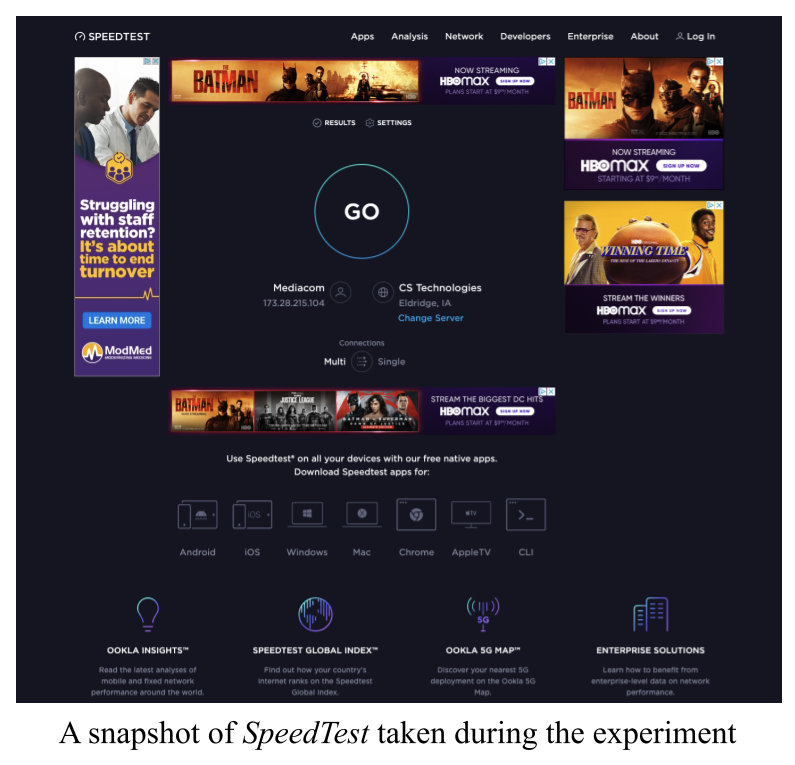 SPEEDTEST
Apps Analysis Network Developers Enterprise About Log In
Struggling
with staff
retention?
It's about
time to end
turnover
LEARN MORE
ModMed
THE
BATMAN
NOW STREAMING
HBOmax SIGN UP NOW
PLANS START AT $9.99/MONTH
RESULTS SETTINGS
GO
Mediacom
173.28.215.104
CS Technologies
Eldridge, IA
Change Server
Connections
Multi Single
BATMAN
JUSTICE LEAGUE
STREAM THE BIGGEST DC HITS
HBOmax SIGN UP NOW
PLANS START AT $9.99/MONTH
THE
BATMAN
NOW STREAMING
HBOmax SIGN UP NOW
STARTING AT $9.99/MONTH
WINNING TIME
THE RISE OF THE LAKERS DYNASTY
STREAM THE WINNERS
HBOmax SIGN UP NOW
PLANS START AT $9.99/MONTH
Use Speedtest® on all your devices with our free native apps.
Download Speedtest apps for:
iOS
tv
Android iOS Windows Mac Chrome AppleTV CLI
5G
OOKLA INSIGHTS™
Read the latest analyses of
mobile and fixed network
performance around the world.
SPEEDTEST GLOBAL INDEX™
Find out how your country's
Internet ranks on the Speedtest
Global Index.
OOKLA 5G MAP™
Discover your nearest 5G
deployment on the Ookla 5G
Map.
ENTERPRISE SOLUTIONS
Learn how to benefit from
enterprise-level data on network
performance.
A snapshot of SpeedTest taken during the experiment